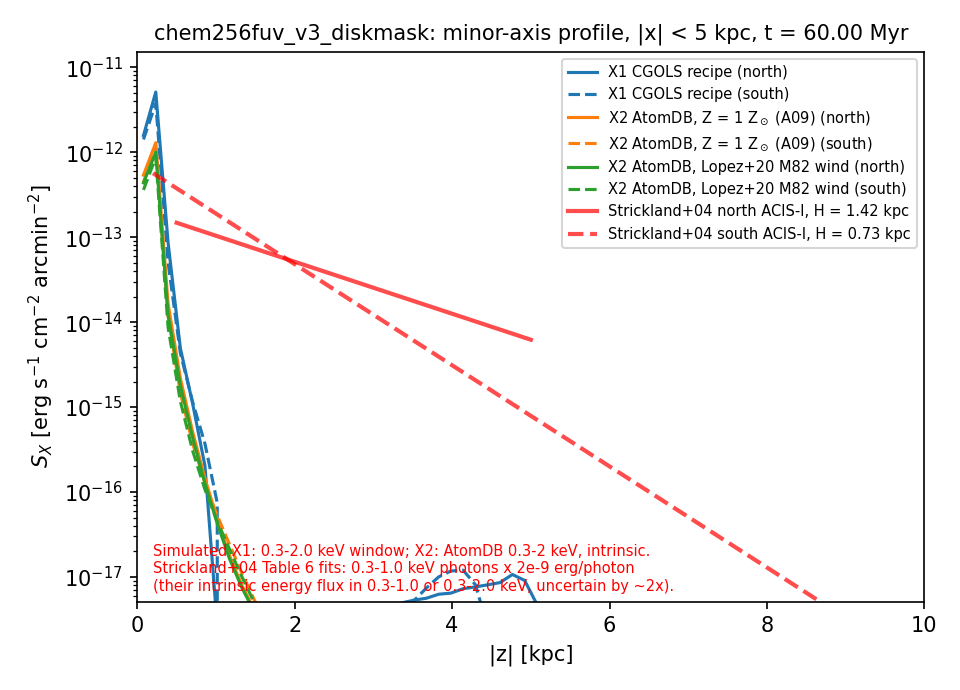 chem256fuv_v3_diskmask: minor-axis profile, |x| < 5 kpc, t = 60.00 Myr
S_X [erg s⁻¹ cm⁻² arcmin⁻²]
10⁻¹¹
10⁻¹²
10⁻¹³
10⁻¹⁴
10⁻¹⁵
10⁻¹⁶
10⁻¹⁷
X1 CGOLS recipe (north)
X1 CGOLS recipe (south)
X2 AtomDB, Z = 1 Z⊙ (A09) (north)
X2 AtomDB, Z = 1 Z⊙ (A09) (south)
X2 AtomDB, Lopez+20 M82 wind (north)
X2 AtomDB, Lopez+20 M82 wind (south)
Strickland+04 north ACIS-I, H = 1.42 kpc
Strickland+04 south ACIS-I, H = 0.73 kpc
Simulated X1: 0.3-2.0 keV window; X2: AtomDB 0.3-2 keV, intrinsic.
Strickland+04 Table 6 fits: 0.3-1.0 keV photons x 2e-9 erg/photon
(their intrinsic energy flux in 0.3-1.0 or 0.3-2.0 keV, uncertain by ~2x).
0 2 4 6 8 10
|z| [kpc]